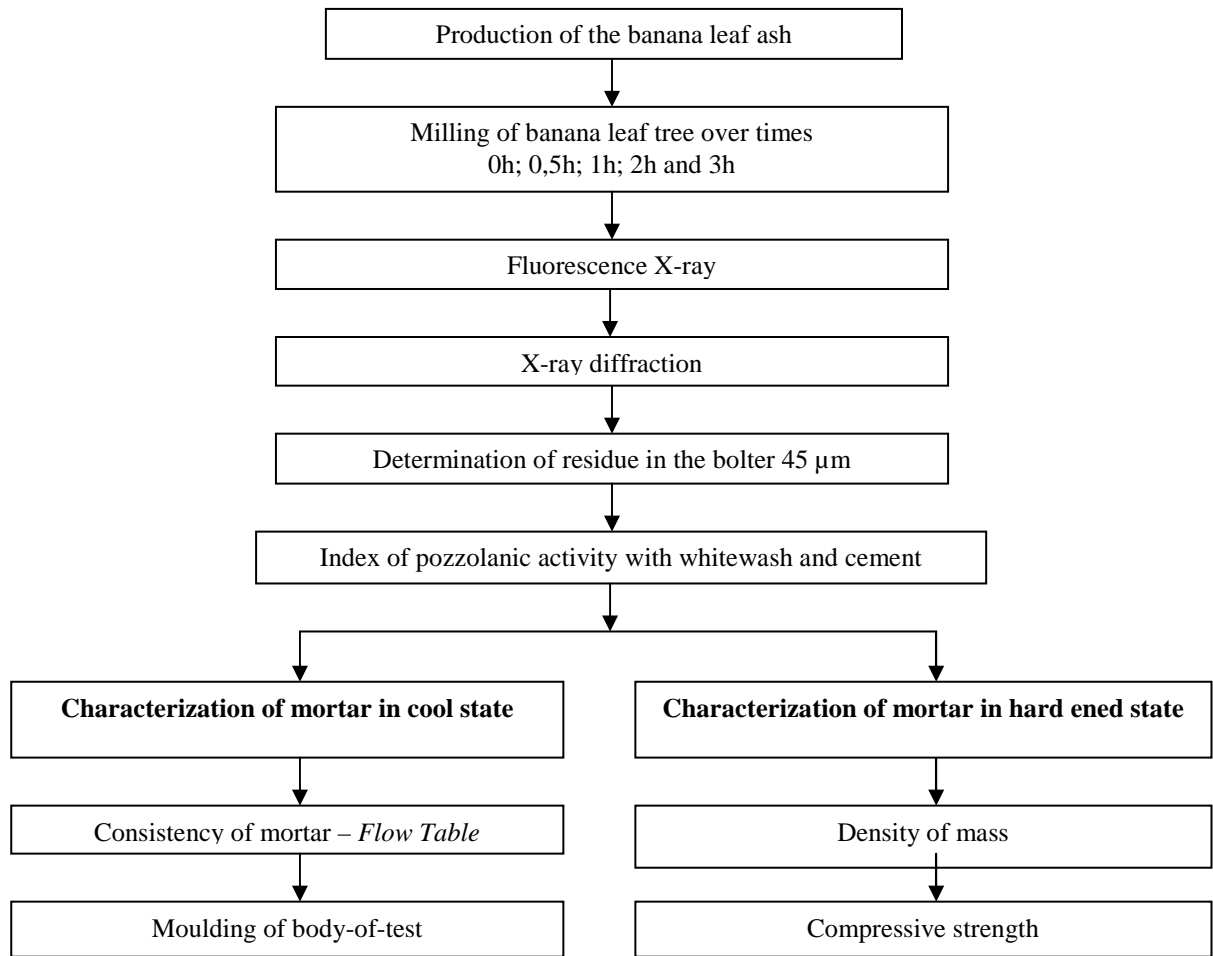 Production of the banana leaf ash
Milling of banana leaf tree over times
0h; 0,5h; 1h; 2h and 3h
Fluorescence X-ray
X-ray diffraction
Determination of residue in the bolter 45 µm
Index of pozzolanic activity with whitewash and cement
Characterization of mortar in cool state
Characterization of mortar in hard ened state
Consistency of mortar – Flow Table
Density of mass
Moulding of body-of-test
Compressive strength